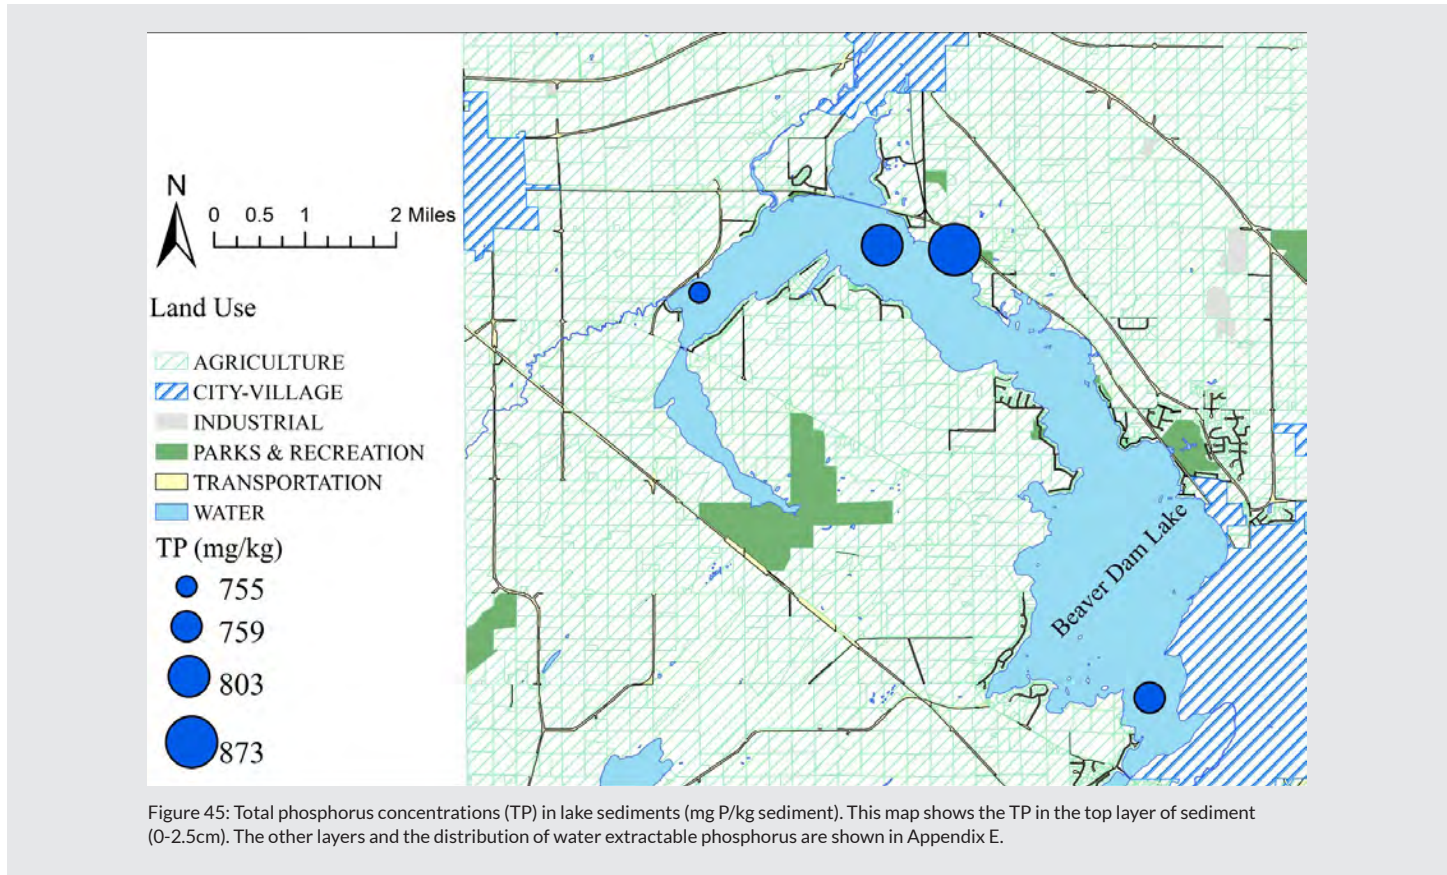 N
0 0.5 1 2 Miles
Land Use
AGRICULTURE
CITY-VILLAGE
INDUSTRIAL
PARKS & RECREATION
TRANSPORTATION
WATER
TP (mg/kg)
755
759
803
873
Beaver Dam Lake
Figure 45: Total phosphorus concentrations (TP) in lake sediments (mg P/kg sediment). This map shows the TP in the top layer of sediment
(0-2.5cm). The other layers and the distribution of water extractable phosphorus are shown in Appendix E.